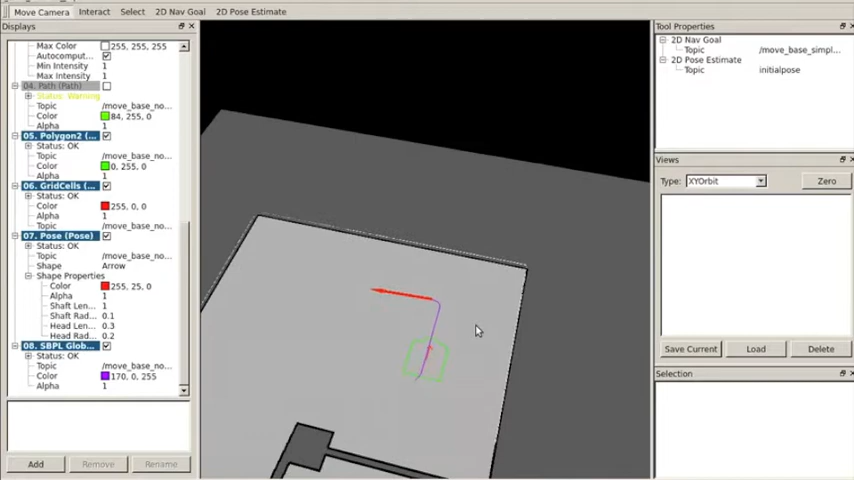 Move Camera Interact Select 2D Nav Goal 2D Pose Estimate
Displays
Max Color 255, 255, 255
Autocomput...
Min Intensity 1
Max Intensity 1
04. Path (Path)
Status: Warning
Topic /move_base_no...
Color 84, 255, 0
Alpha 1
05. Polygon2 (...
Status: OK
Topic /move_base_no...
Color 0, 255, 0
Alpha 1
06. GridCells (...
Status: OK
Color 255, 0, 0
Alpha 1
Topic /move_base_no...
07. Pose (Pose)
Status: OK
Topic /move_base_no...
Shape Arrow
Shape Properties
Color 255, 25, 0
Alpha 1
Shaft Len... 1
Shaft Rad... 0.1
Head Len... 0.3
Head Rad... 0.2
08. SBPL Glob...
Status: OK
Topic /move_base_no...
Color 170, 0, 255
Alpha 1
Add Remove Rename
Tool Properties
2D Nav Goal
Topic /move_base_simpl...
2D Pose Estimate
Topic initialpose
Views
Type: XYOrbit Zero
Save Current Load Delete
Selection